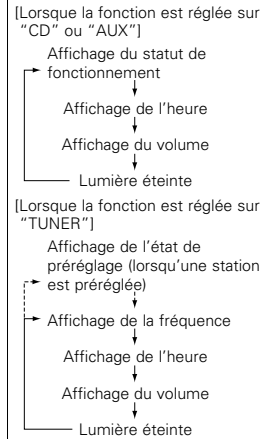 [Lorsque la fonction est réglée sur
“CD” ou “AUX”]
Affichage du statut de
fonctionnement
Affichage de l’heure
Affichage du volume
Lumière éteinte
[Lorsque la fonction est réglée sur
“TUNER”]
Affichage de l’état de
préréglage (lorsqu’une station
est préréglée)
Affichage de la fréquence
Affichage de l’heure
Affichage du volume
Lumière éteinte